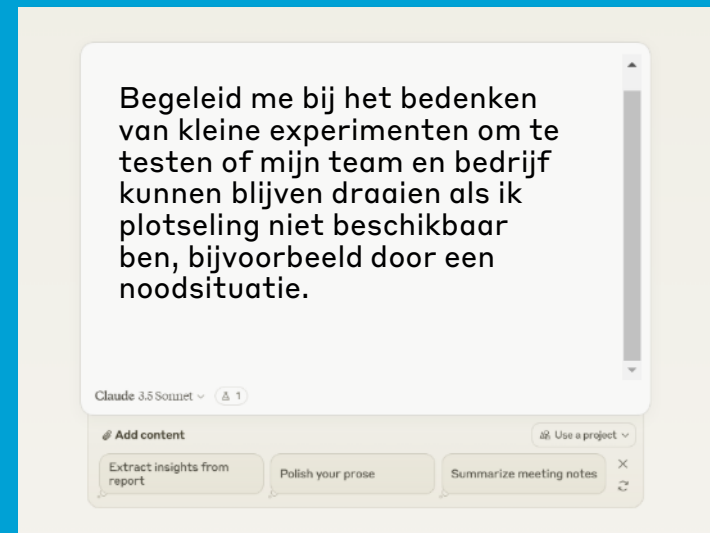 Begeleid me bij het bedenken
van kleine experimenten om te
testen of mijn team en bedrijf
kunnen blijven draaien als ik
plotseling niet beschikbaar
ben, bijvoorbeeld door een
noodsituatie.
Claude 3.5 Sonnet
1
Add content
Use a project
Extract insights from
report
Polish your prose
Summarize meeting notes